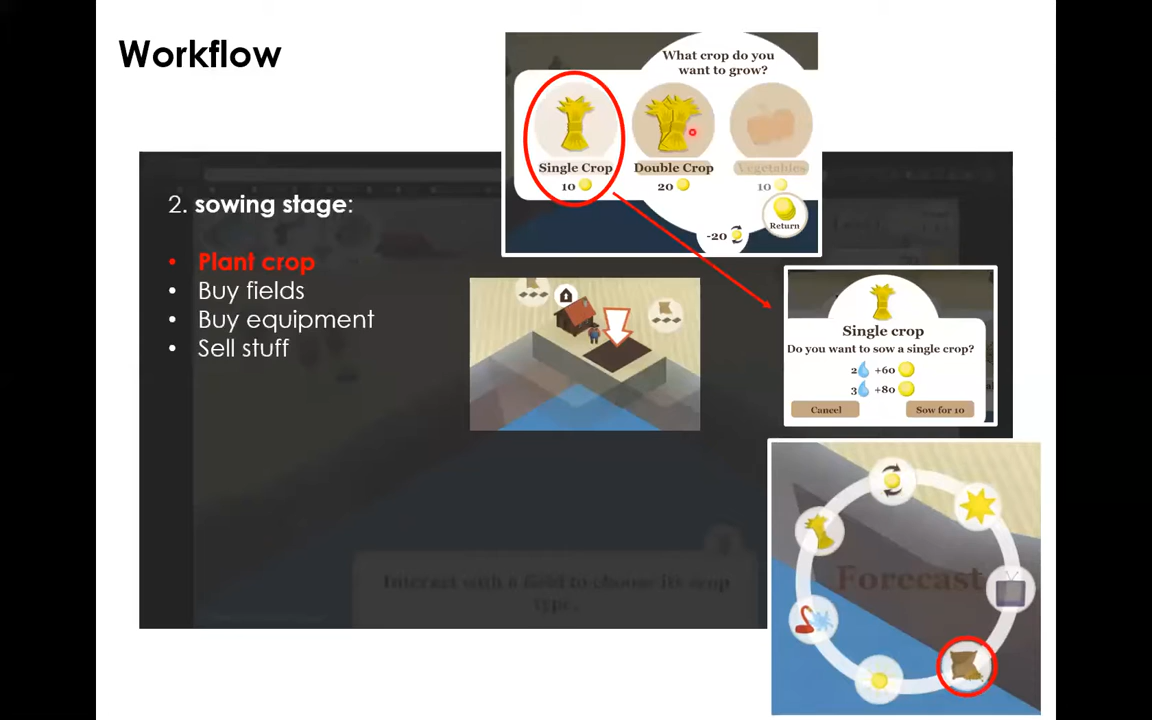 Workflow
What crop do you
want to grow?
Single Crop
10
Double Crop
20
Vegetables
10
Return
-20
2. sowing stage:
• Plant crop
• Buy fields
• Buy equipment
• Sell stuff
Single crop
Do you want to sow a single crop?
2 +60
3 +80
Cancel
Sow for 10
Forecast
Interact with a field to choose its crop
type.